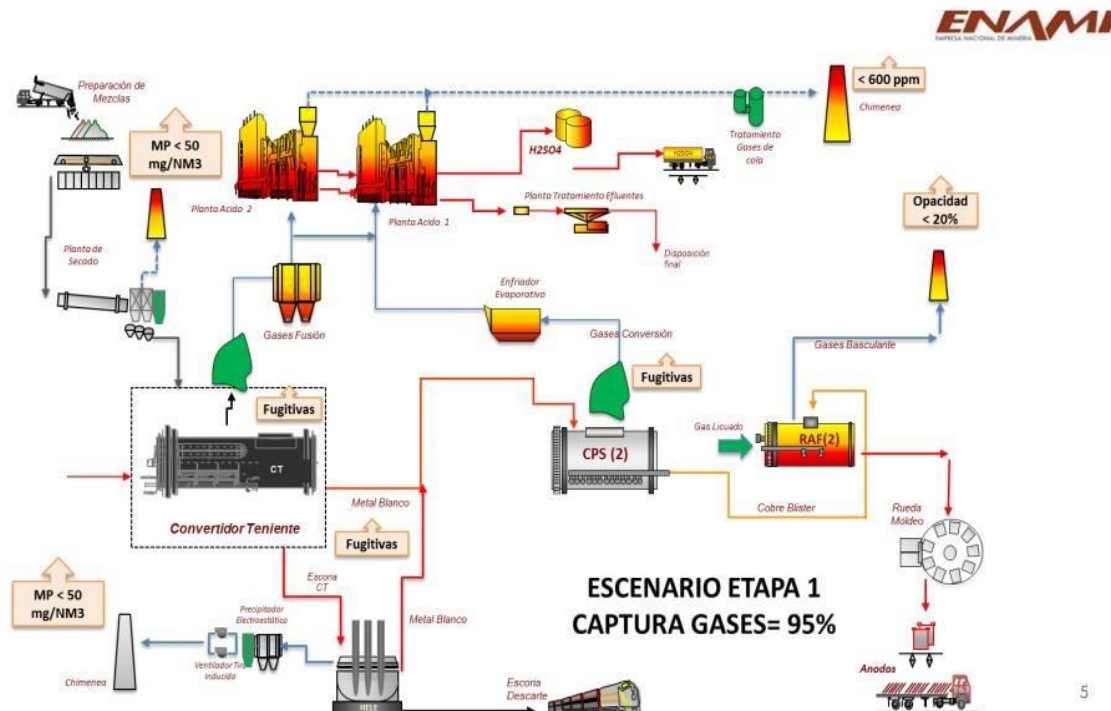 ENAMI
EMPRESA NACIONAL DE MINERÍA
Preparación de
Mezclas
MP < 50
mg/NM3
< 600 ppm
Chimenea
H2SO4
H2SO4
Tratamiento
Gases de
cola
Planta Acido 2
Planta Acido 1
Planta Tratamiento Efluentes
Opacidad
< 20%
Planta de
Secado
Disposición
final
Enfriador
Evaporativo
Gases Fusión
Gases Conversión
Gases Basculante
Fugitivas
Fugitivas
Gas Licuado
RAF(2)
CT
CPS (2)
Metal Blanco
Cobre Blister
Rueda
Moldeo
Convertidor Teniente
Fugitivas
MP < 50
mg/NM3
Escoria
CT
Metal Blanco
ESCENARIO ETAPA 1
CAPTURA GASES= 95%
Precipitador
Electroestático
Ventilador Tiro
Inducido
Chimenea
Escoria
Descarte
Anodos
HELE
5